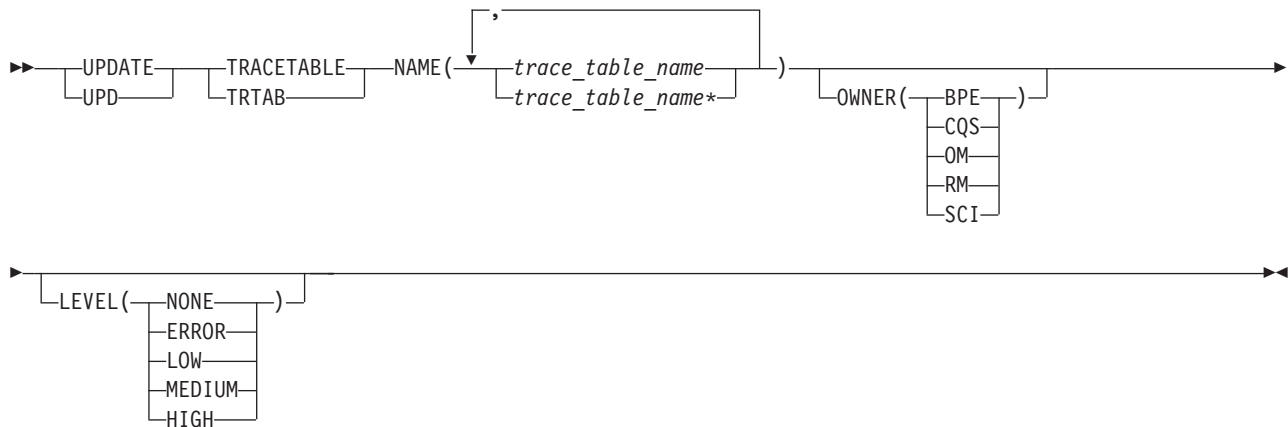 ,
UPDATE TRACETABLE NAME( trace_table_name ) OWNER( BPE )
UPD TRTAB trace_table_name* CQS
OM
RM
SCI
LEVEL( NONE )
ERROR
LOW
MEDIUM
HIGH